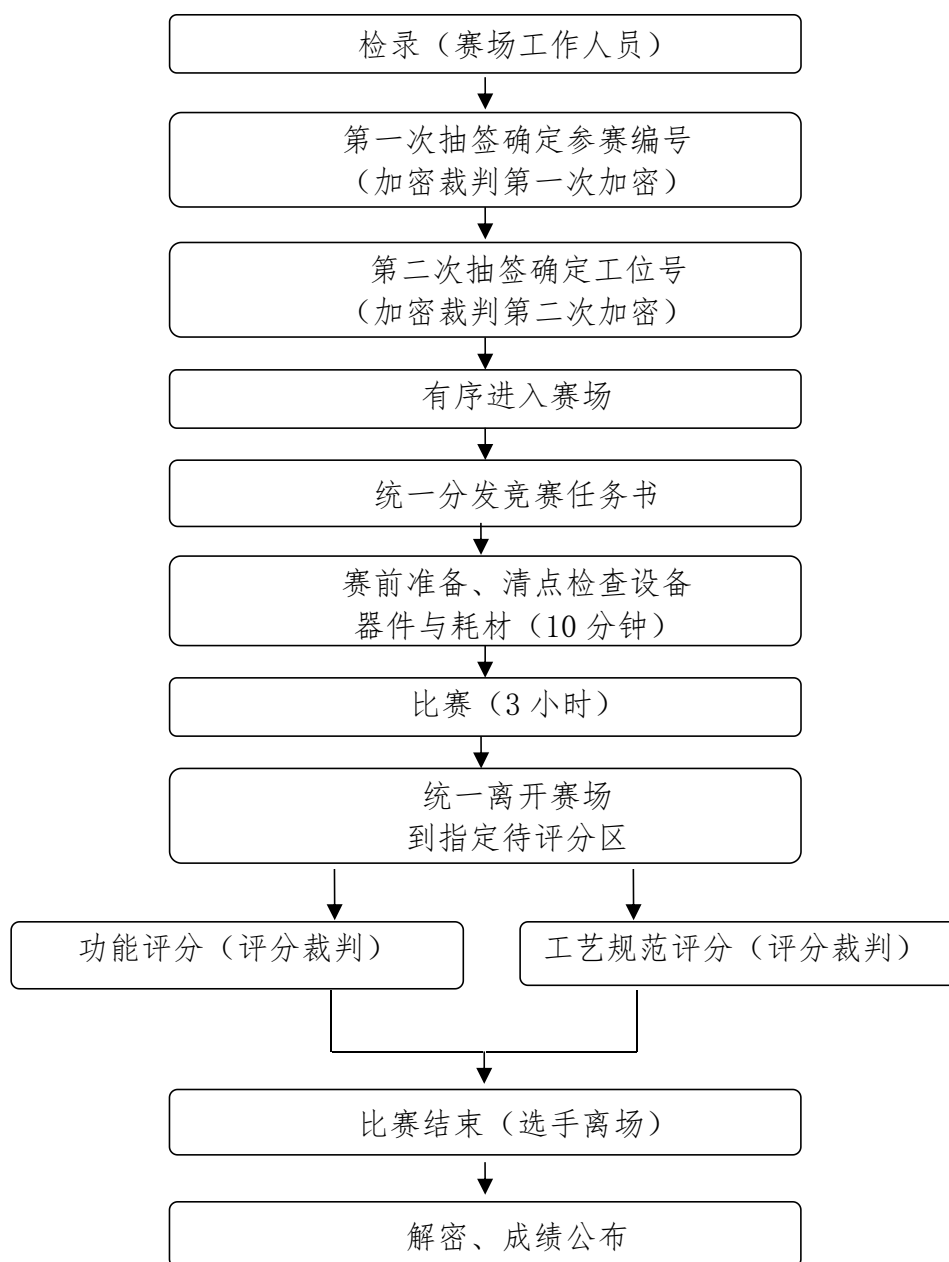 检录（赛场工作人员）
第一次抽签确定参赛编号
（加密裁判第一次加密）
第二次抽签确定工位号
（加密裁判第二次加密）
有序进入赛场
统一分发竞赛任务书
赛前准备、清点检查设备
器件与耗材（10 分钟）
比赛（3 小时）
统一离开赛场
到指定待评分区
功能评分（评分裁判）
工艺规范评分（评分裁判）
比赛结束（选手离场）
解密、成绩公布